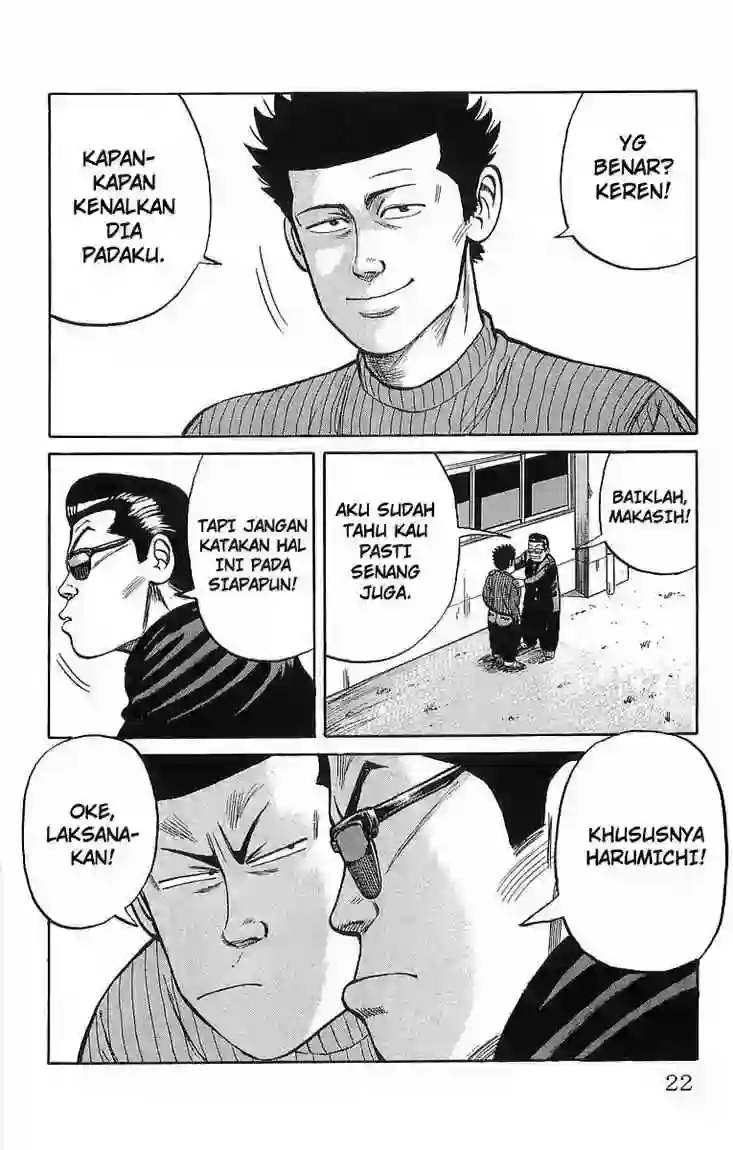 YG
BENAR?
KEREN!
KAPAN-
KAPAN
KENALKAN
DIA
PADAKU.
BAIKLAH,
MAKASIH!
AKU SUDAH
TAHU KAU
PASTI
SENANG
JUGA.
TAPI JANGAN
KATAKAN HAL
INI PADA
SIAPAPUN!
KHUSUSNYA
HARUMICHI!
OKE,
LAKSANA-
KAN!
22